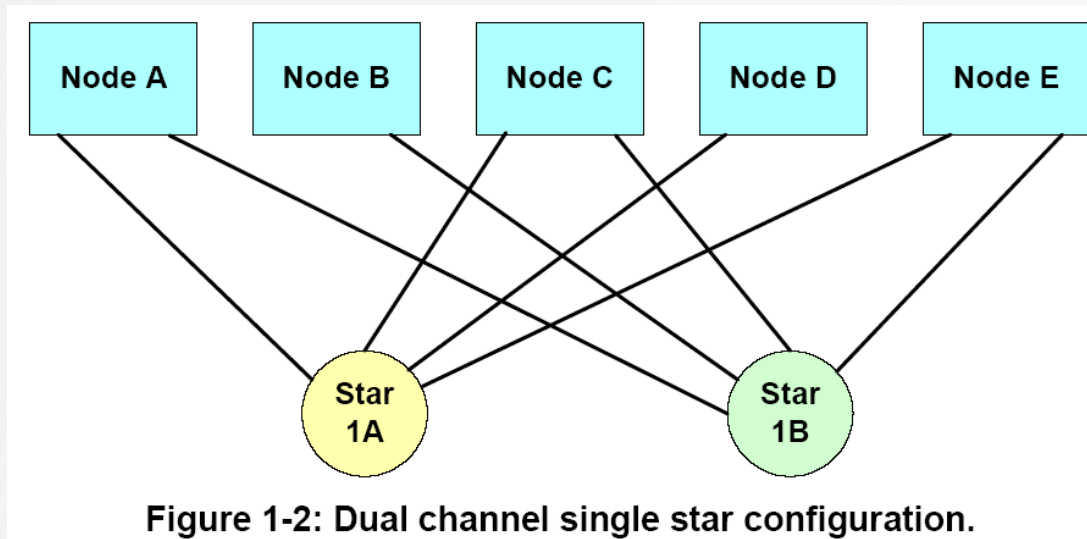 Node A
Node B
Node C
Node D
Node E
Star
1A
Star
1B
Figure 1-2: Dual channel single star configuration.